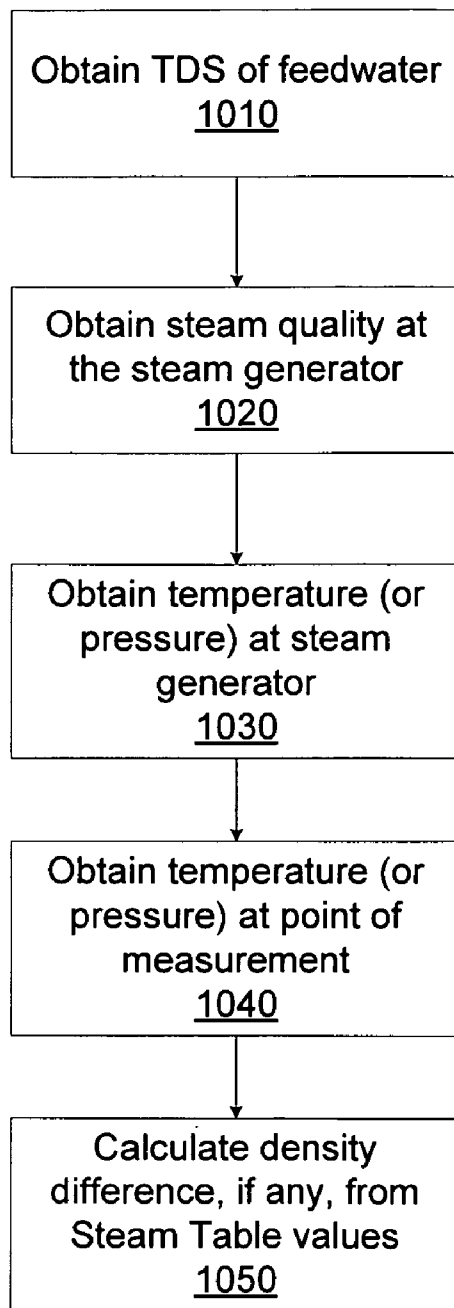 Obtain TDS of feedwater
1010
Obtain steam quality at
the steam generator
1020
Obtain temperature (or
pressure) at steam
generator
1030
Obtain temperature (or
pressure) at point of
measurement
1040
Calculate density
difference, if any, from
Steam Table values
1050